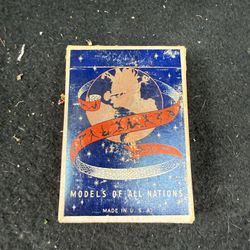 MODELS OF ALL NATIONS
MADE IN U. S. A.